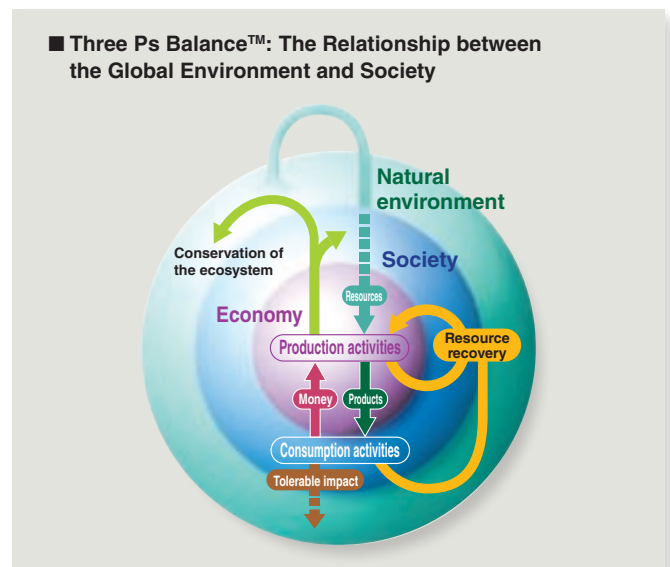 ■ Three Ps Balance™: The Relationship between
the Global Environment and Society
Natural
environment
Conservation of
the ecosystem
Society
Resources
Economy
Production activities
Resource
recovery
Money
Products
Consumption activities
Tolerable impact